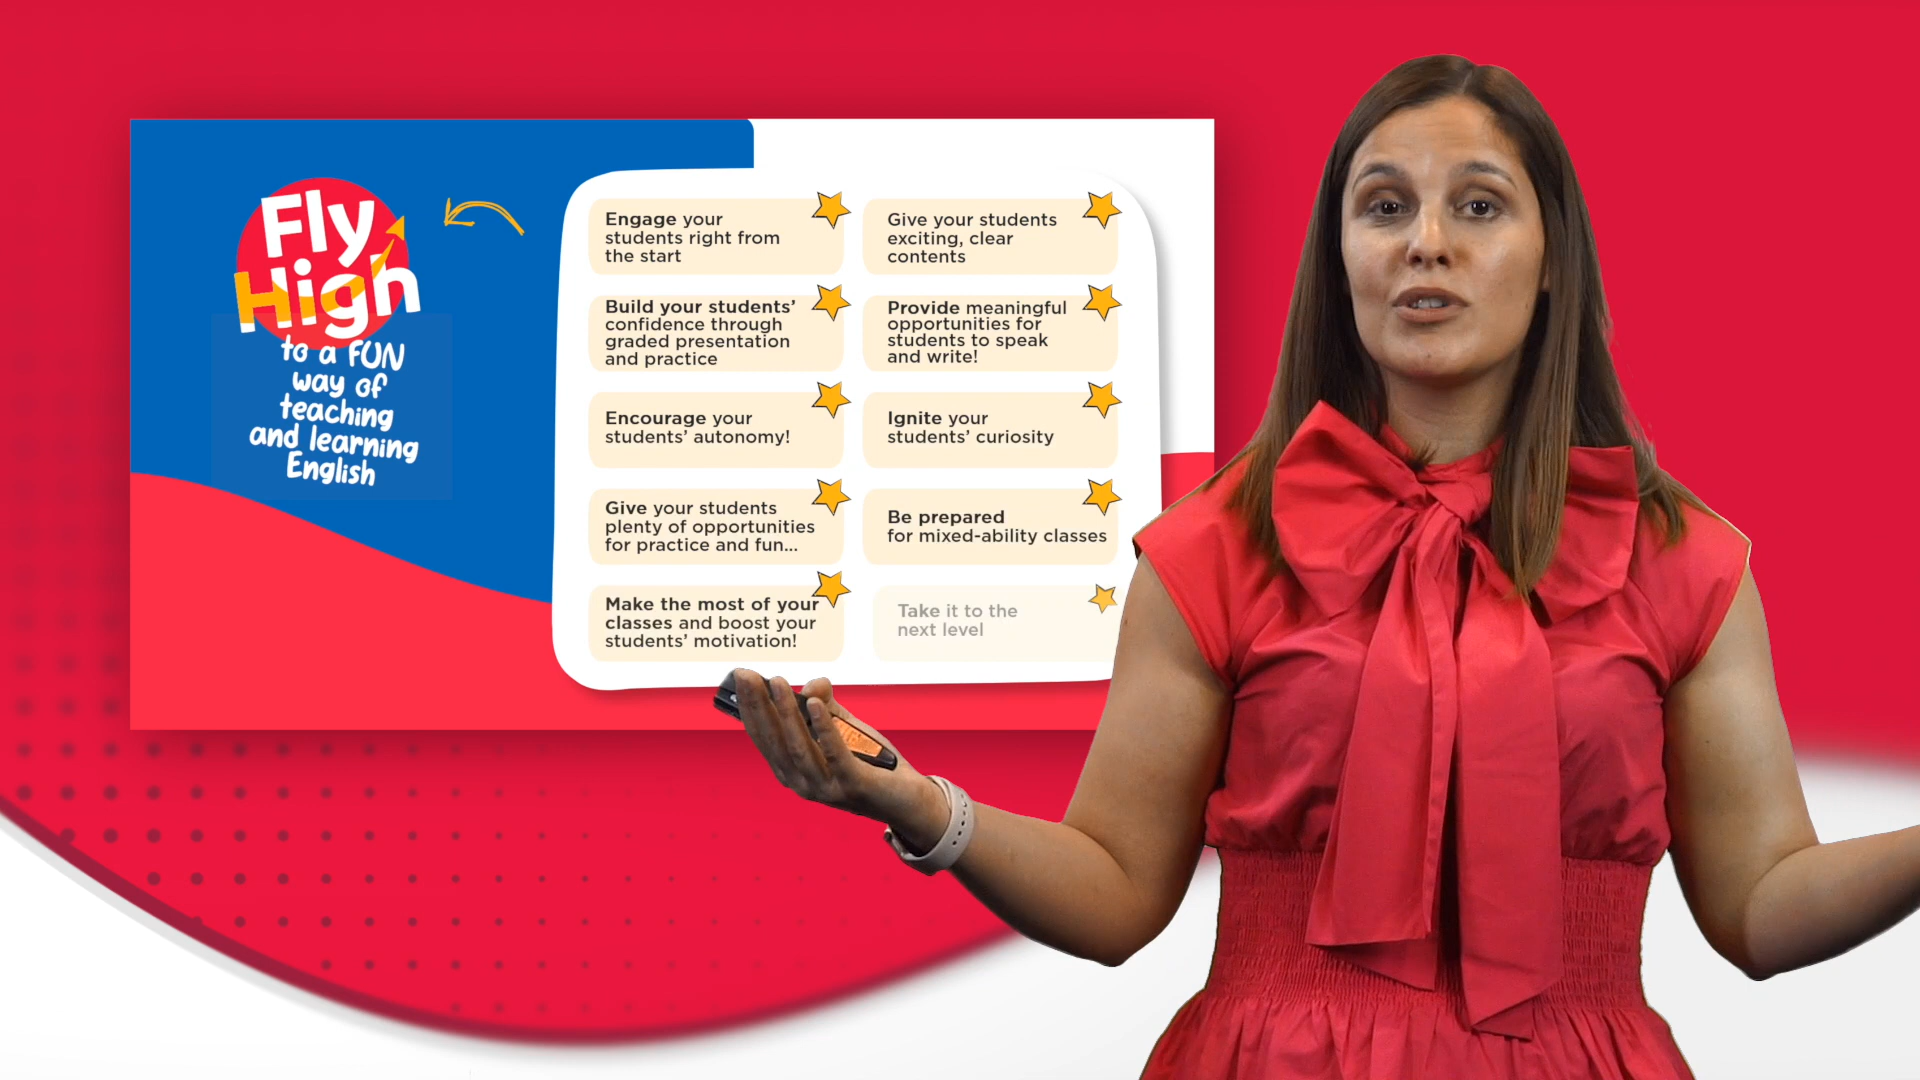 Fly
High
to a FUN
way of
teaching
and learning
English
Engage your
students right from
the start
Give your students
exciting, clear
contents
Build your students’
confidence through
graded presentation
and practice
Provide meaningful
opportunities for
students to speak
and write!
Encourage your
students’ autonomy!
Ignite your
students’ curiosity
Give your students
plenty of opportunities
for practice and fun...
Be prepared
for mixed-ability classes
Make the most of your
classes and boost your
students’ motivation!
Take it to the
next level